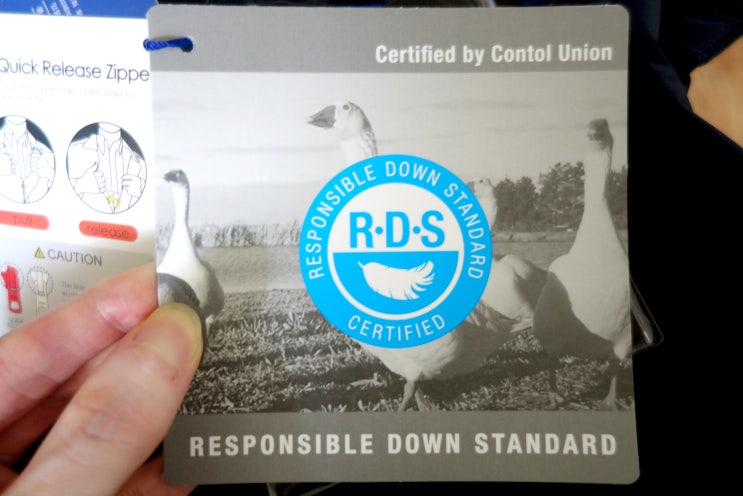 Certified by Contol Union
RESPONSIBLE DOWN STANDARD
R·D·S
CERTIFIED
RESPONSIBLE DOWN STANDARD
Quick Release Zippe
pull
release
CAUTION